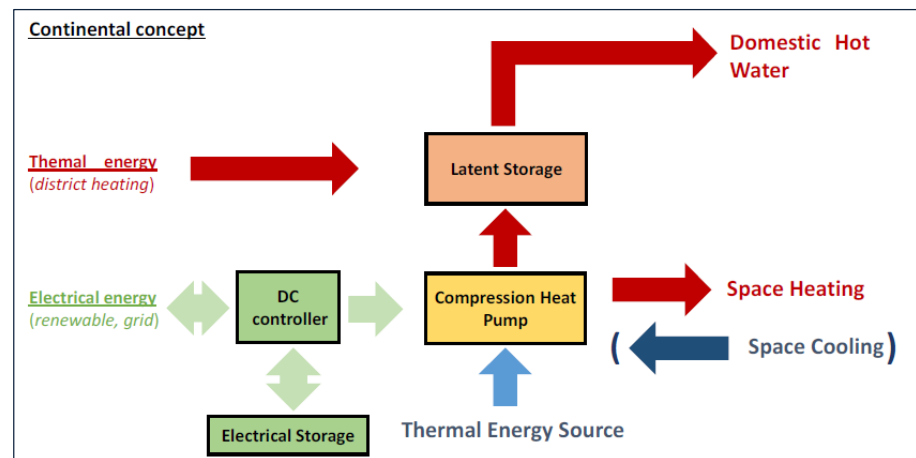 Continental concept
Domestic Hot
Water
Themal energy
(district heating)
Latent Storage
Electrical energy
(renewable, grid)
DC
controller
Compression Heat
Pump
Space Heating
( Space Cooling )
Electrical Storage
Thermal Energy Source